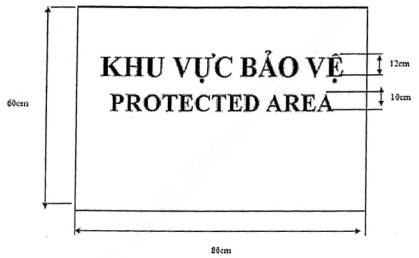 KHU VỰC BẢO VỆ
12cm
PROTECTED AREA
10cm
60cm
80cm